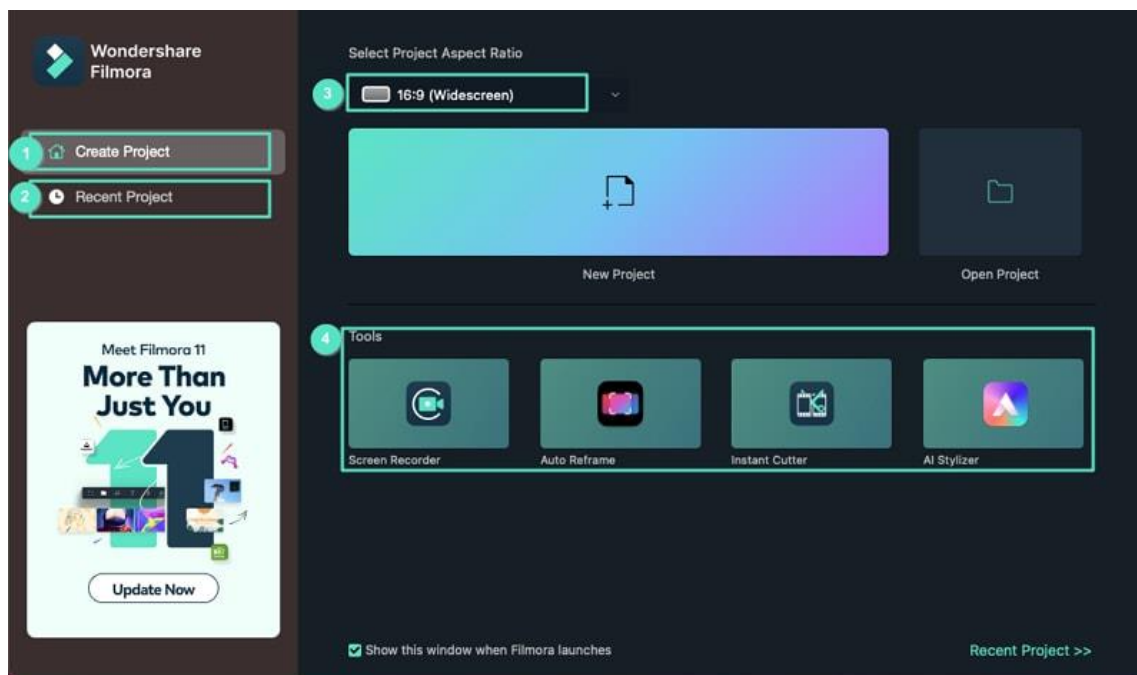 Wondershare
Filmora
1
Create Project
2
Recent Project
Meet Filmora 11
More Than
Just You
11
Update Now
Select Project Aspect Ratio
3
16:9 (Widescreen)
New Project
Open Project
4
Tools
Screen Recorder
Auto Reframe
Instant Cutter
AI Stylizer
Show this window when Filmora launches
Recent Project >>